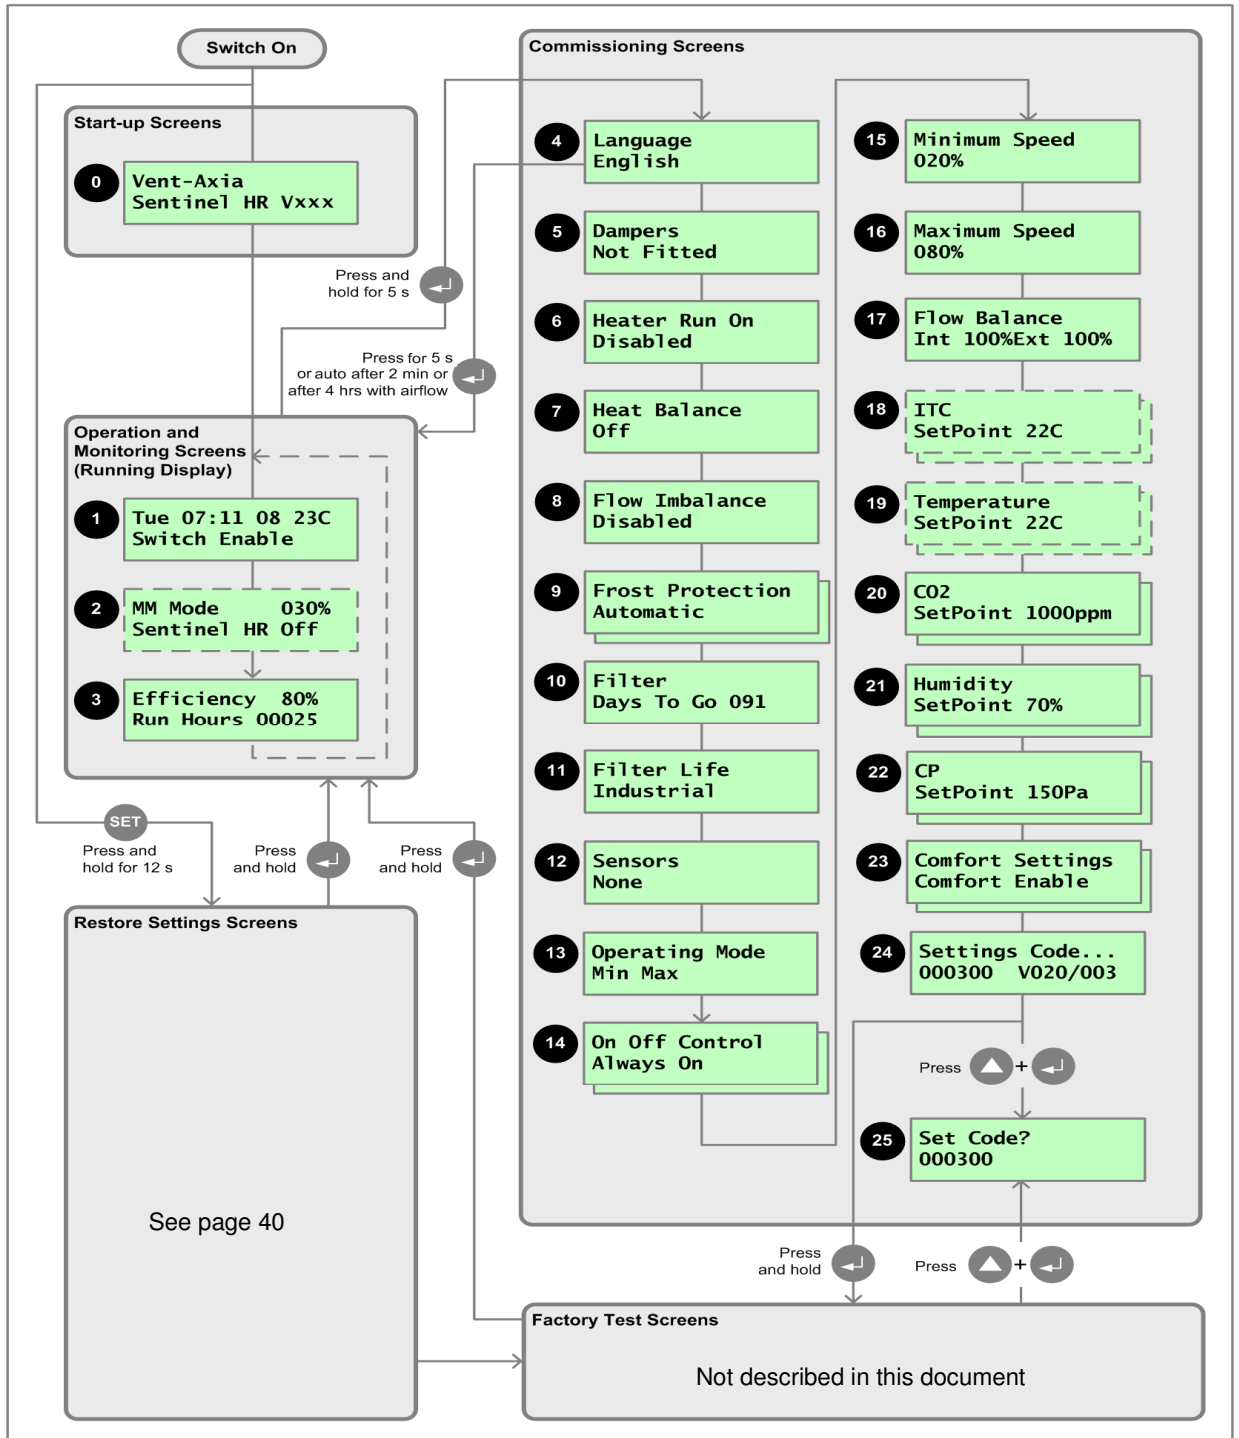 Switch On
Start-up Screens
0
Vent-Axia
Sentinel HR Vxxx
Press and
hold for 5 s
Press for 5 s
or auto after 2 min or
after 4 hrs with airflow
Operation and
Monitoring Screens
(Running Display)
1
Tue 07:11 08 23C
Switch Enable
2
MM Mode 030%
Sentinel HR Off
3
Efficiency 80%
Run Hours 00025
SET
Press and
hold for 12 s
Press
and hold
Press
and hold
Restore Settings Screens
See page 40
Commissioning Screens
4
Language
English
5
Dampers
Not Fitted
6
Heater Run On
Disabled
7
Heat Balance
Off
8
Flow Imbalance
Disabled
9
Frost Protection
Automatic
10
Filter
Days To Go 091
11
Filter Life
Industrial
12
Sensors
None
13
Operating Mode
Min Max
14
On Off Control
Always On
15
Minimum Speed
020%
16
Maximum Speed
080%
17
Flow Balance
Int 100%Ext 100%
18
ITC
SetPoint 22C
19
Temperature
SetPoint 22C
20
CO2
SetPoint 1000ppm
21
Humidity
SetPoint 70%
22
CP
SetPoint 150Pa
23
Comfort Settings
Comfort Enable
24
Settings Code...
000300 V020/003
Press +
25
Set Code?
000300
Press
and hold
Press +
Factory Test Screens
Not described in this document